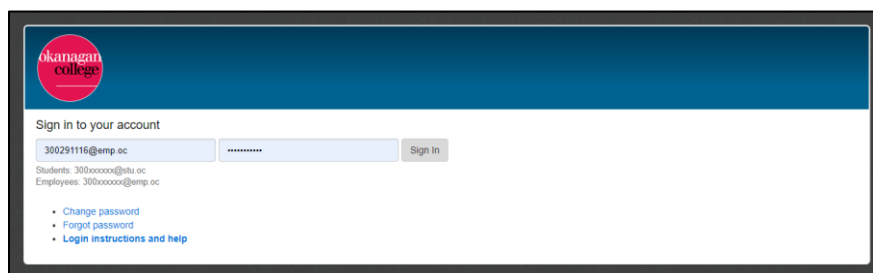 okanagan
college
Sign in to your account
300291116@emp.oc ••••••••••• Sign In
Students: 300xxxxxx@stu.oc
Employees: 300xxxxxx@emp.oc
• Change password
• Forgot password
• Login instructions and help